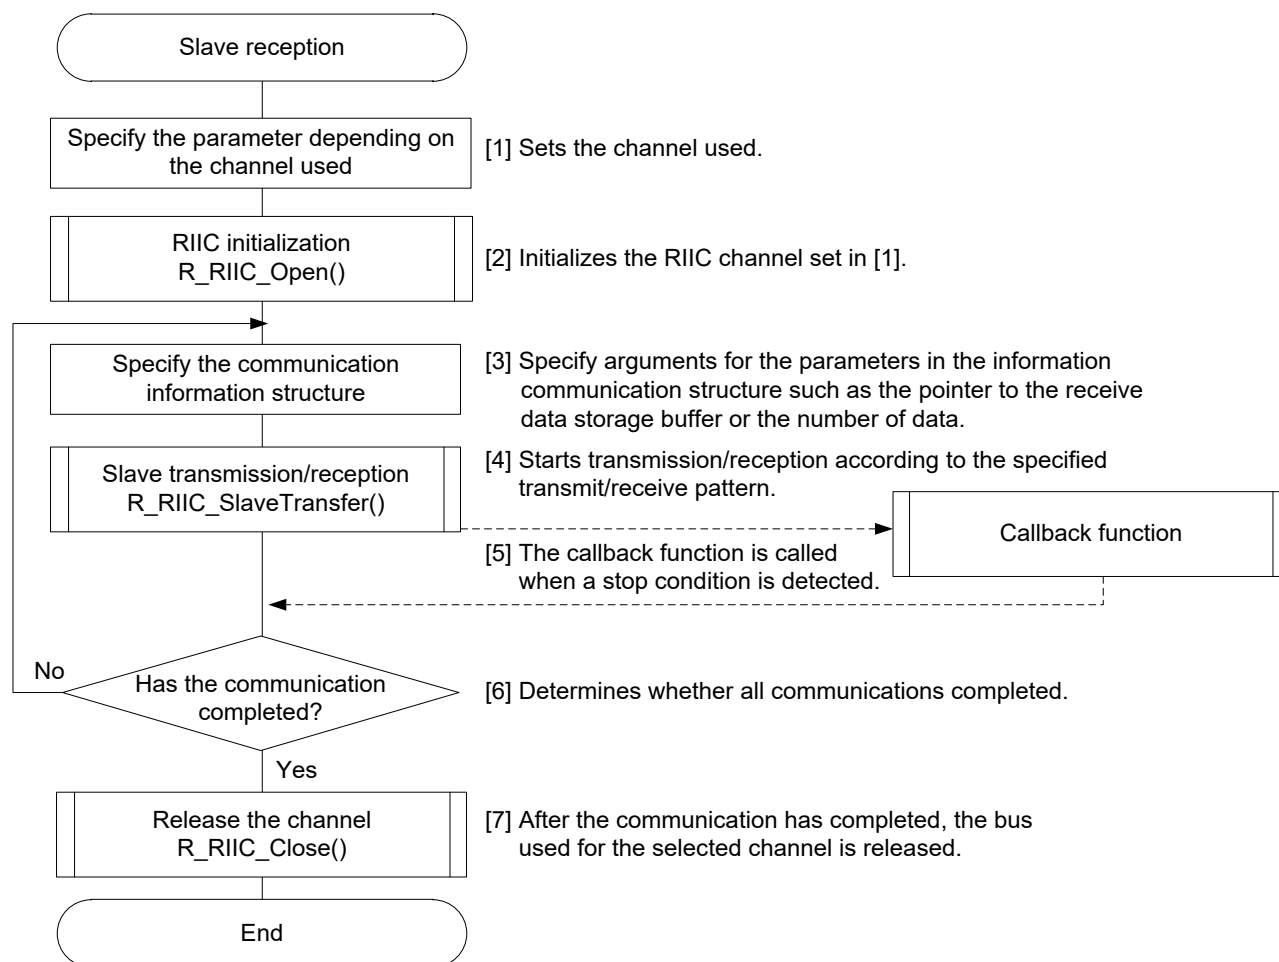 Slave reception
Specify the parameter depending on
the channel used
[1] Sets the channel used.
RIIC initialization
R_RIIC_Open()
[2] Initializes the RIIC channel set in [1].
Specify the communication
information structure
[3] Specify arguments for the parameters in the information
communication structure such as the pointer to the receive
data storage buffer or the number of data.
Slave transmission/reception
R_RIIC_SlaveTransfer()
[4] Starts transmission/reception according to the specified
transmit/receive pattern.
Callback function
[5] The callback function is called
when a stop condition is detected.
No
Has the communication
completed?
[6] Determines whether all communications completed.
Yes
Release the channel
R_RIIC_Close()
[7] After the communication has completed, the bus
used for the selected channel is released.
End